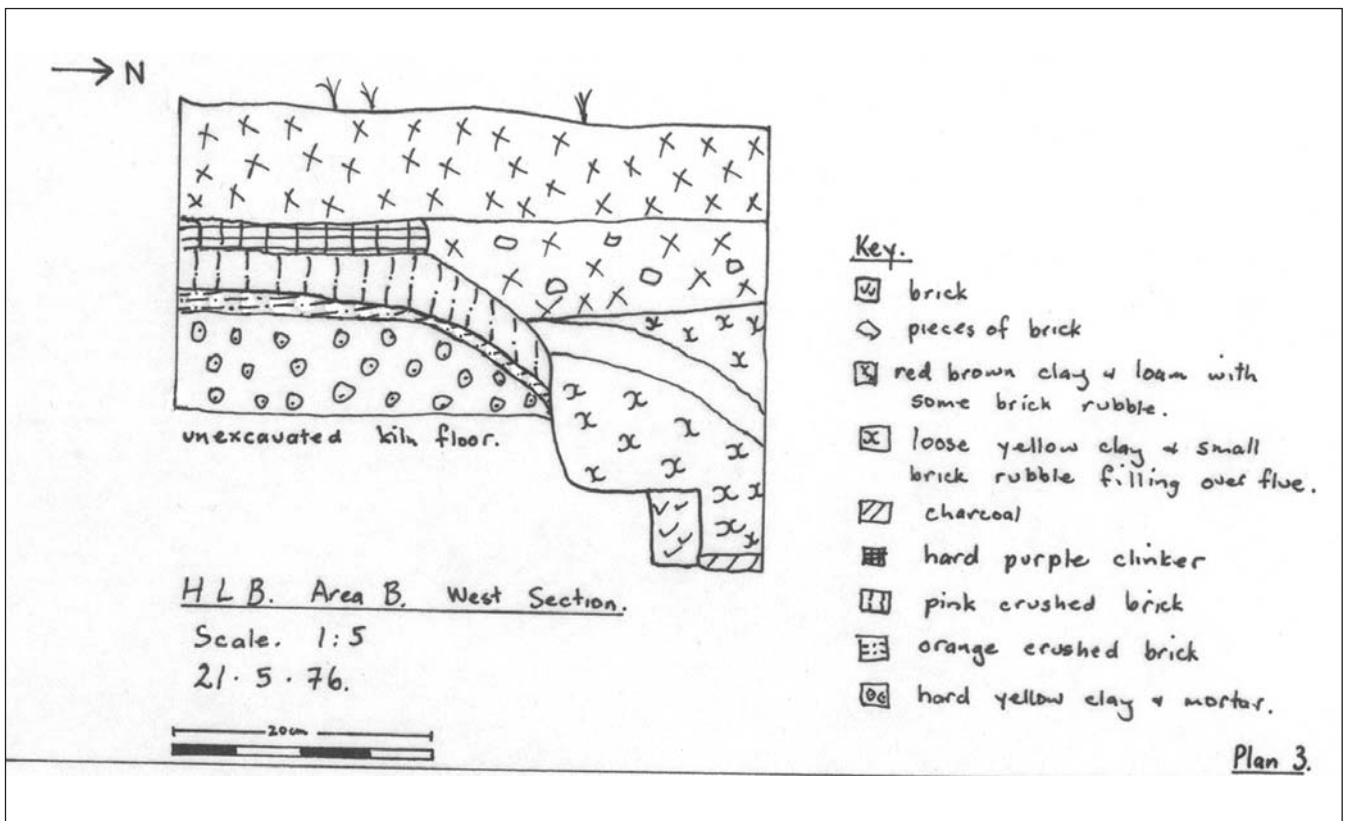 N
unexcavated kiln floor.
H L B. Area B. West Section.
Scale. 1:5
21·5·76.
20cm
Key.
brick
pieces of brick
red brown clay & loam with
some brick rubble.
loose yellow clay & small
brick rubble filling over flue.
charcoal
hard purple clinker
pink crushed brick
orange crushed brick
hard yellow clay & mortar.
Plan 3.